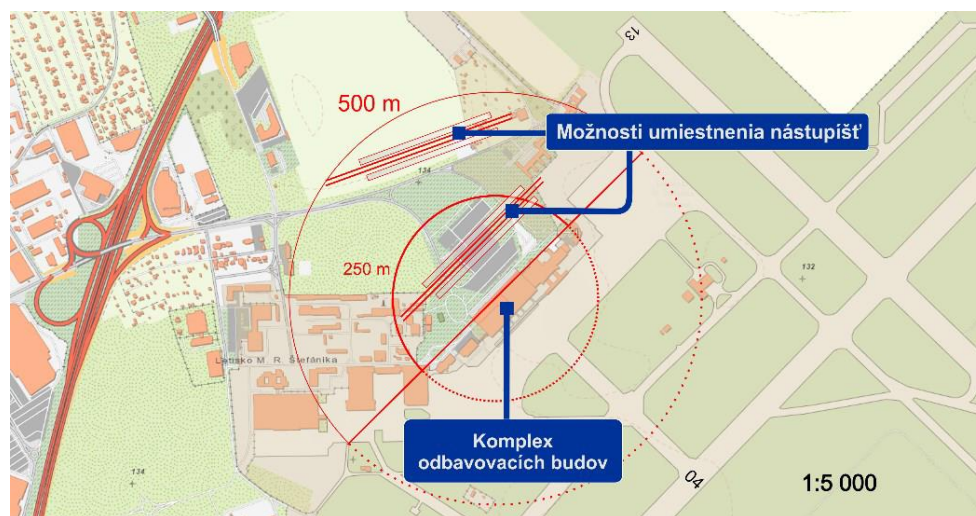 13
500 m
Možnosti umiestnenia nástupíšť
134
250 m
132
Letisko M. R. Štefánika
Komplex
odbavovacích budov
134
04
1:5 000